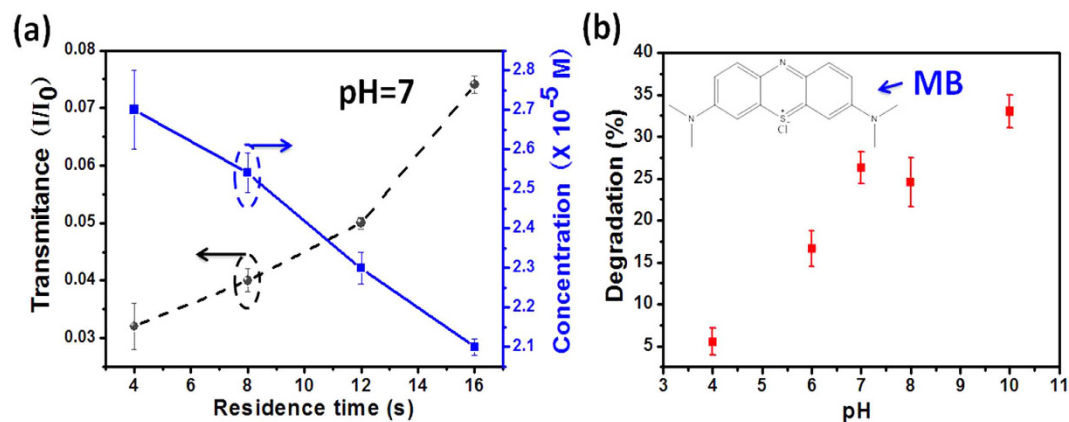 (a)
0.08
0.07
0.06
0.05
0.04
0.03
Transmitance (I/I0)
pH=7
2.8
2.7
2.6
2.5
2.4
2.3
2.2
2.1
Concentration (X 10-5 M)
4 6 8 10 12 14 16
Residence time (s)
(b)
40
35
30
25
20
15
10
5
Degradation (%)
N
N
S
N
Cl
MB
3 4 5 6 7 8 9 10 11
pH